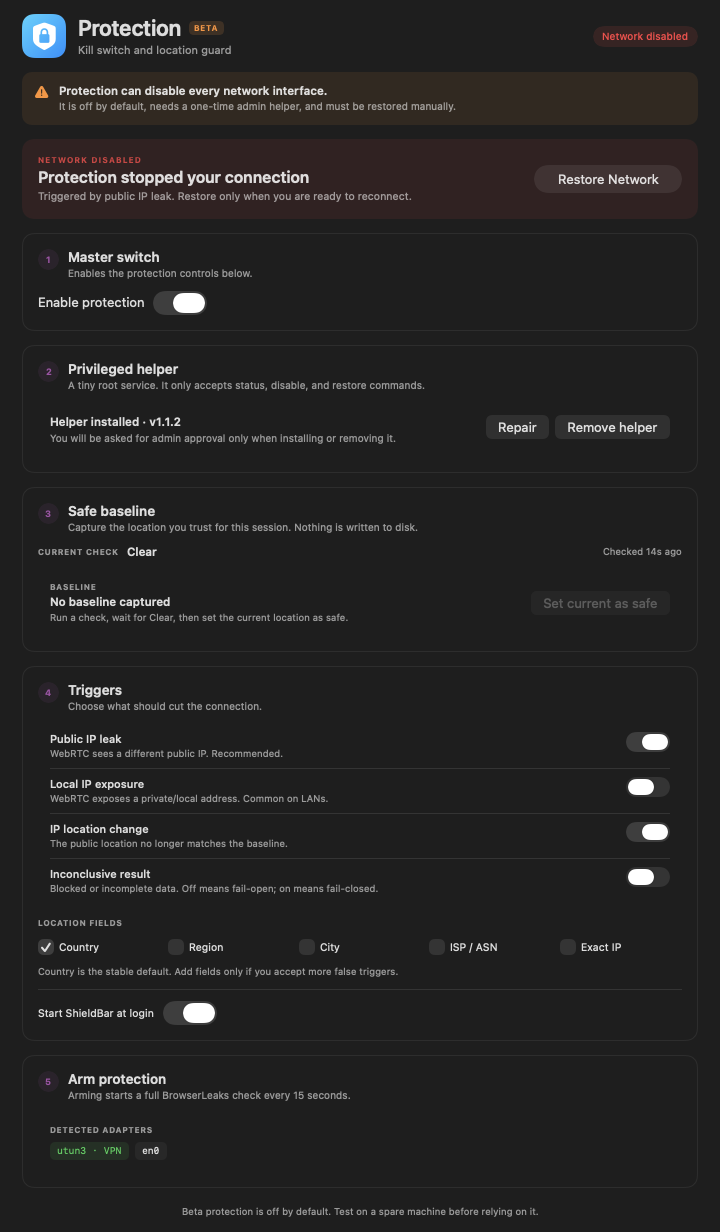 Protection BETA
Kill switch and location guard
Network disabled
Protection can disable every network interface.
It is off by default, needs a one-time admin helper, and must be restored manually.
NETWORK DISABLED
Protection stopped your connection
Triggered by public IP leak. Restore only when you are ready to reconnect.
Restore Network
1 Master switch
Enables the protection controls below.
Enable protection
2 Privileged helper
A tiny root service. It only accepts status, disable, and restore commands.
Helper installed · v1.1.2
You will be asked for admin approval only when installing or removing it.
Repair Remove helper
3 Safe baseline
Capture the location you trust for this session. Nothing is written to disk.
CURRENT CHECK Clear Checked 14s ago
BASELINE
No baseline captured
Run a check, wait for Clear, then set the current location as safe.
Set current as safe
4 Triggers
Choose what should cut the connection.
Public IP leak
WebRTC sees a different public IP. Recommended.
Local IP exposure
WebRTC exposes a private/local address. Common on LANs.
IP location change
The public location no longer matches the baseline.
Inconclusive result
Blocked or incomplete data. Off means fail-open; on means fail-closed.
LOCATION FIELDS
Country Region City ISP / ASN Exact IP
Country is the stable default. Add fields only if you accept more false triggers.
Start ShieldBar at login
5 Arm protection
Arming starts a full BrowserLeaks check every 15 seconds.
DETECTED ADAPTERS
utun3 · VPN en0
Beta protection is off by default. Test on a spare machine before relying on it.